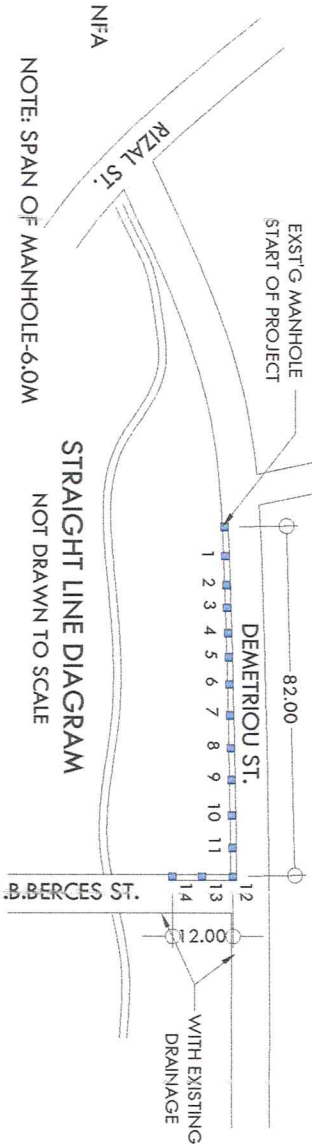 NFA
RIZAL ST.
NOTE: SPAN OF MANHOLE-6.0M
EXST'G MANHOLE
START OF PROJECT
82.00
DEMETRIOU ST.
1 2 3 4 5 6 7 8 9 10 11
12
13
14
12.00
.B.BERCES ST.
WITH EXISTING
DRAINAGE
STRAIGHT LINE DIAGRAM
NOT DRAWN TO SCALE